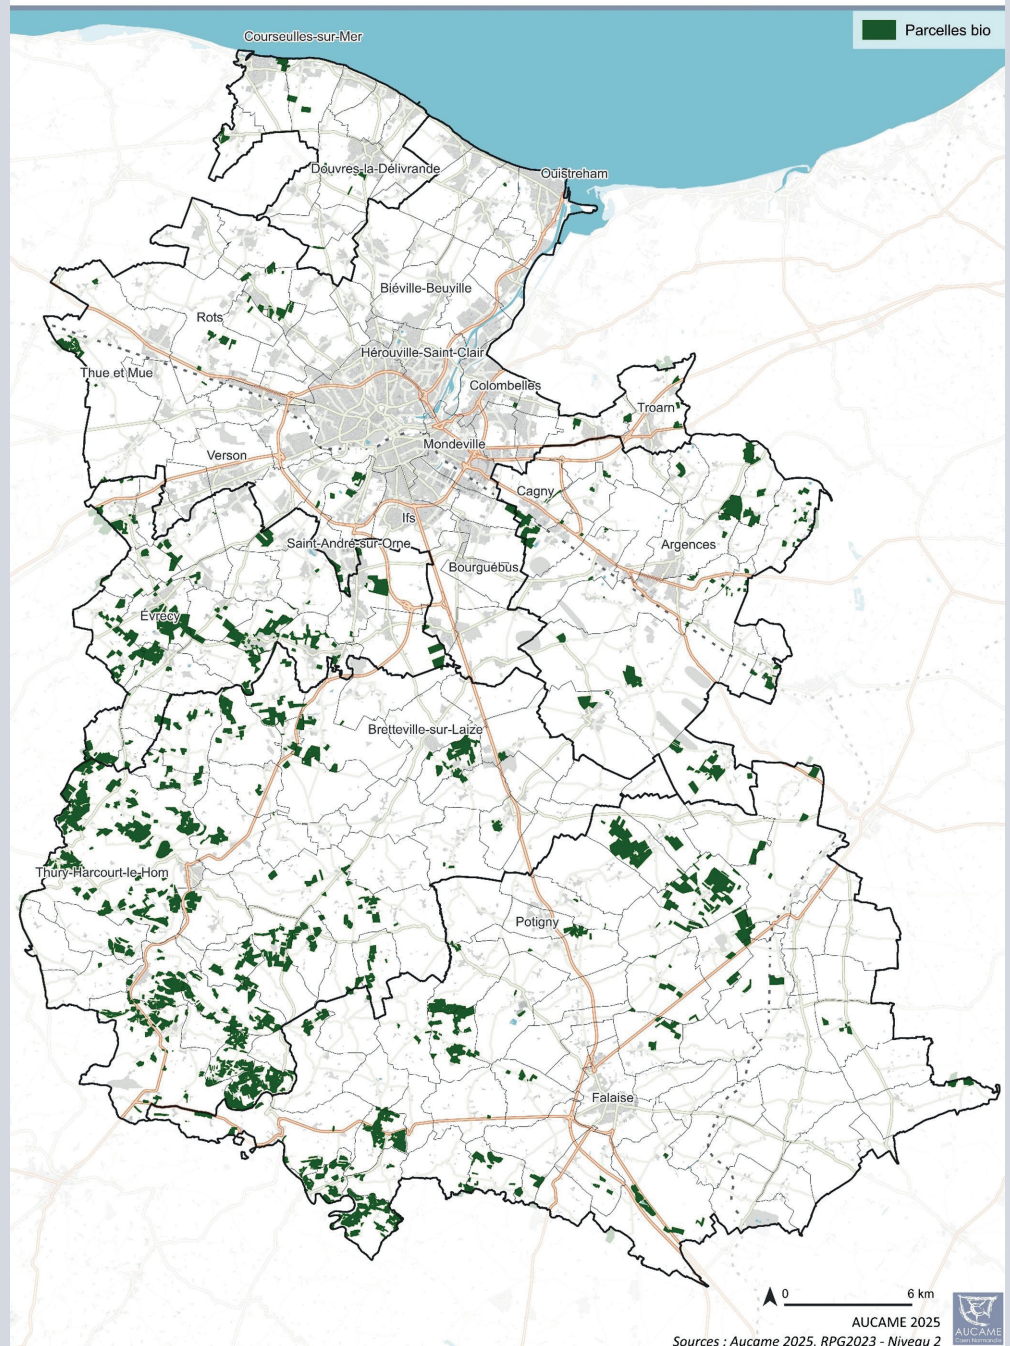 Courseulles-sur-Mer
Parcelles bio
Douvres-la-Délivrande
Ouistreham
Biéville-Beuville
Rots
Hérouville-Saint-Clair
Thue et Mue
Colombelles
Troarn
Mondeville
Verson
Cagny
Ifs
Saint-André-sur-Orne
Argences
Bourguébus
Évrecy
Bretteville-sur-Laize
Thury-Harcourt-le-Hom
Potigny
Falaise
0 6 km
AUCAME 2025
Sources : Aucame 2025, RPG2023 - Niveau 2
AUCAME
Caen Normandie